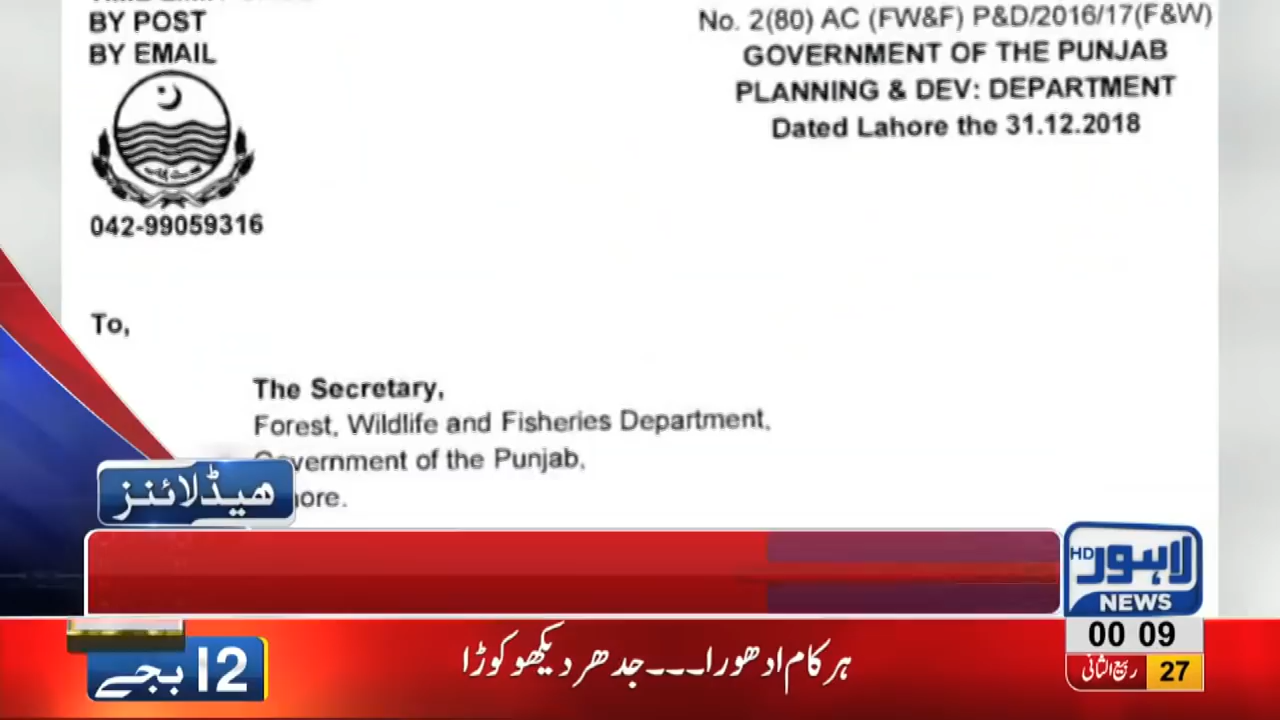 BY POST
BY EMAIL
No. 2(80) AC (FW&F) P&D/2016/17(F&W)
GOVERNMENT OF THE PUNJAB
PLANNING & DEV: DEPARTMENT
Dated Lahore the 31.12.2018
042-99059316
To,
The Secretary,
Forest, Wildlife and Fisheries Department,
Government of the Punjab,
ہیڈلائنز
HD لاہور
NEWS
00 09
27 ربیع الثانی
12 بجے
ہر کام ادھورا۔۔۔جدھر دیکھو کوڑا